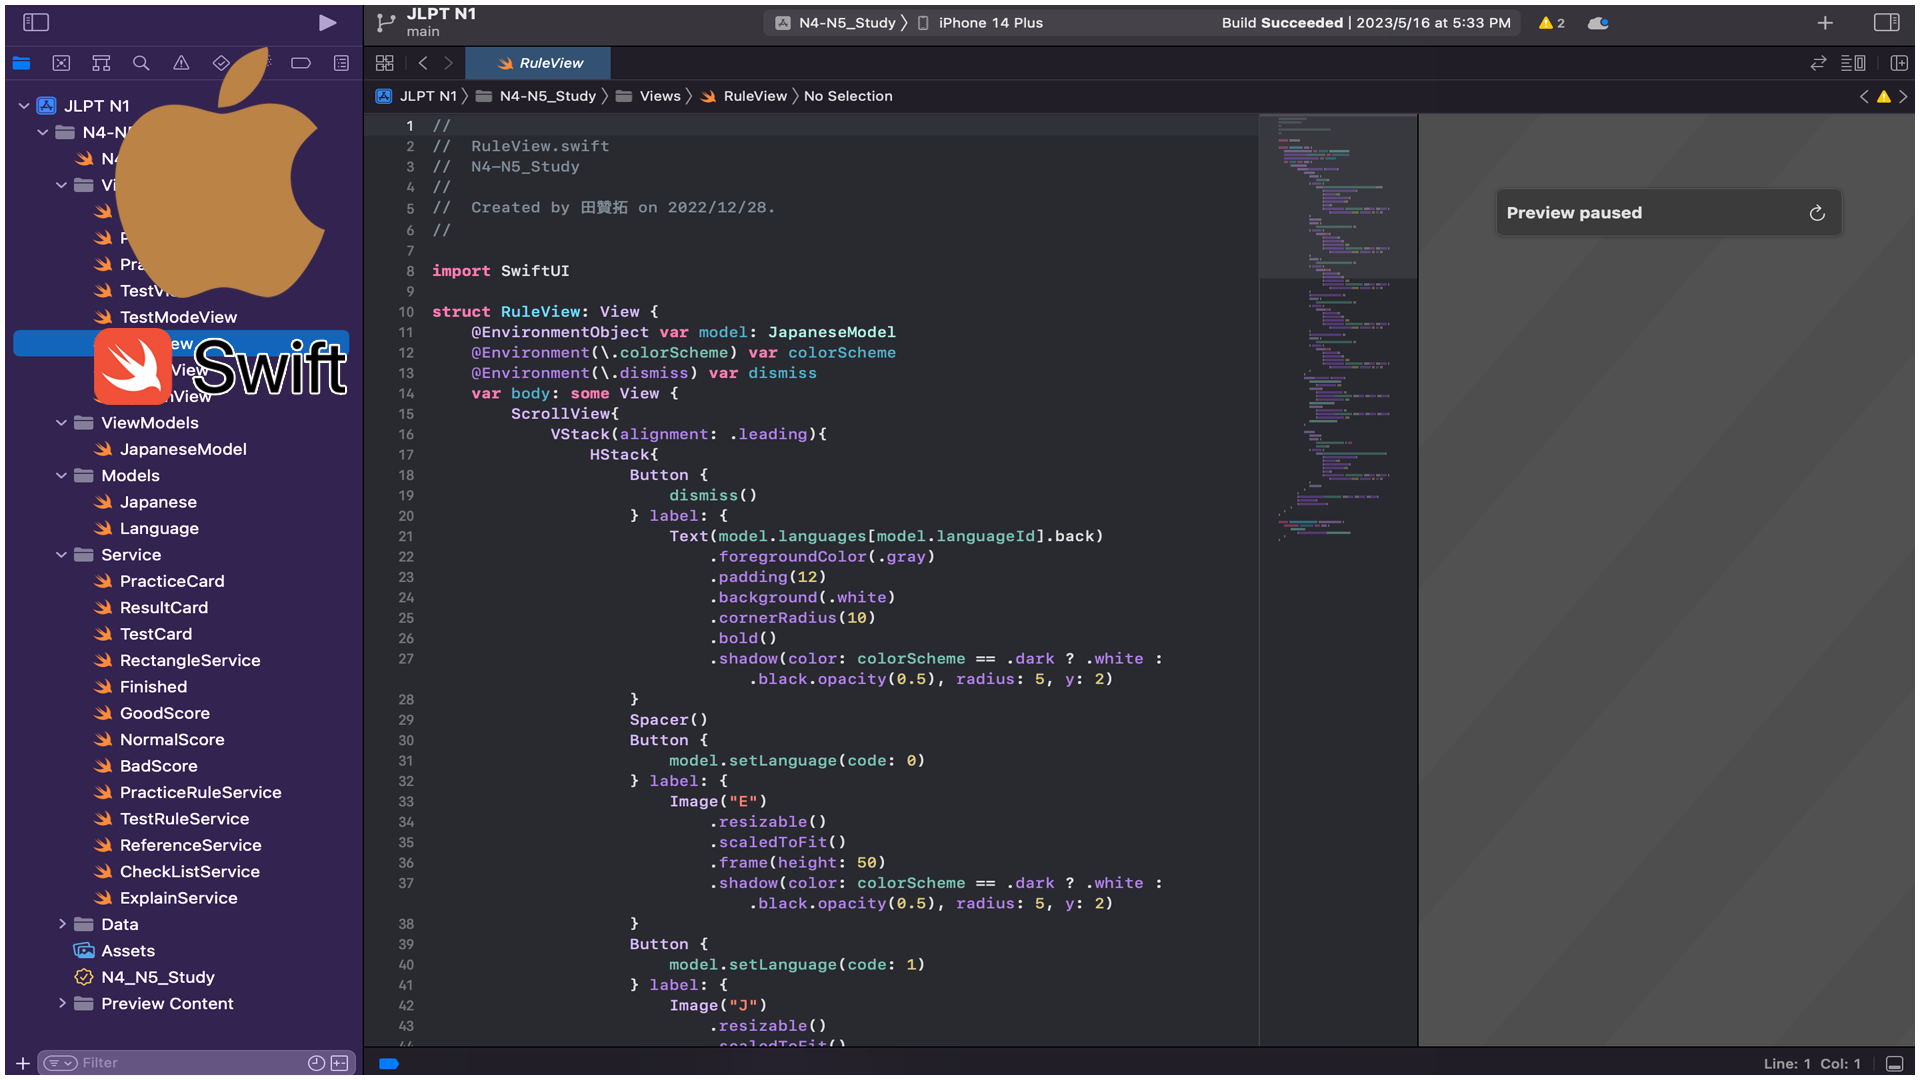 JLPT N1
main
N4-N5_Study
iPhone 14 Plus
Build Succeeded | 2023/5/16 at 5:33 PM
2
RuleView
JLPT N1
N4-N5_Study
Views
RuleView
No Selection
JLPT N1
TestModeView
Swift
ViewModels
JapaneseModel
Models
Japanese
Language
Service
PracticeCard
ResultCard
TestCard
RectangleService
Finished
GoodScore
NormalScore
BadScore
PracticeRuleService
TestRuleService
ReferenceService
CheckListService
ExplainService
Data
Assets
N4_N5_Study
Preview Content
Filter
1 //
2 //  RuleView.swift
3 //  N4-N5_Study
4 //
5 //  Created by 田贊拓 on 2022/12/28.
6 //
7
8 import SwiftUI
9
10 struct RuleView: View {
11     @EnvironmentObject var model: JapaneseModel
12     @Environment(\.colorScheme) var colorScheme
13     @Environment(\.dismiss) var dismiss
14     var body: some View {
15         ScrollView{
16             VStack(alignment: .leading){
17                 HStack{
18                     Button {
19                         dismiss()
20                     } label: {
21                         Text(model.languages[model.languageId].back)
22                             .foregroundColor(.gray)
23                             .padding(12)
24                             .background(.white)
25                             .cornerRadius(10)
26                             .bold()
27                             .shadow(color: colorScheme == .dark ? .white :
.black.opacity(0.5), radius: 5, y: 2)
28                     }
29                     Spacer()
30                     Button {
31                         model.setLanguage(code: 0)
32                     } label: {
33                         Image("E")
34                             .resizable()
35                             .scaledToFit()
36                             .frame(height: 50)
37                             .shadow(color: colorScheme == .dark ? .white :
.black.opacity(0.5), radius: 5, y: 2)
38                     }
39                     Button {
40                         model.setLanguage(code: 1)
41                     } label: {
42                         Image("J")
43                             .resizable()
44                             .scaledToFit()
Preview paused
Line: 1 Col: 1